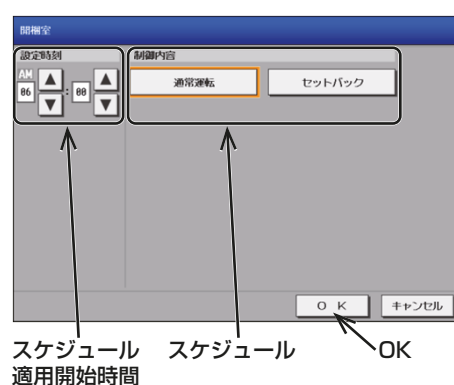 開梱室
設定時刻 制御内容
AM
06 : 00 通常運転 セットバック
O K キャンセル
スケジュール スケジュール OK
適用開始時間